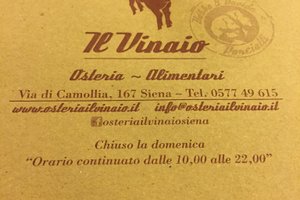 Il Vinaio
Osteria ~ Alimentari
Via di Camollia, 167 Siena – Tel. 0577 49 615
www.osteriailvinaio.it info@osteriailvinaio.it
osteriailvinaiosiena
Chiuso la domenica
“Orario continuato dalle 10,00 alle 22,00”